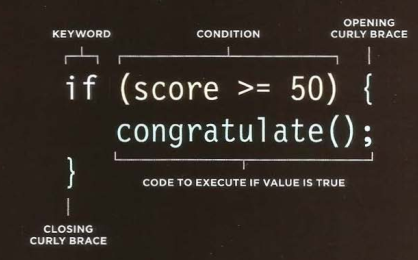 KEYWORD CONDITION OPENING
CURLY BRACE
if (score >= 50) {
congratulate();
}
CODE TO EXECUTE IF VALUE IS TRUE
CLOSING
CURLY BRACE